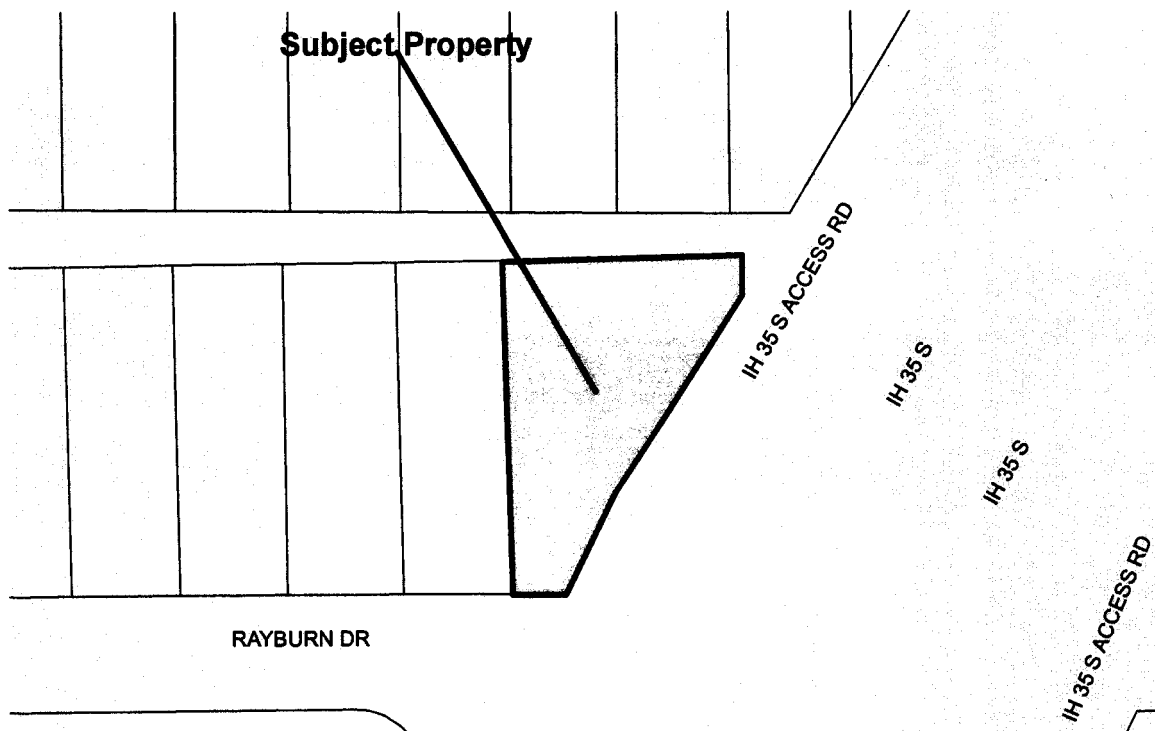 Subject Property
IH 35 S ACCESS RD
IH 35 S
IH 35 S
IH 35 S ACCESS RD
RAYBURN DR